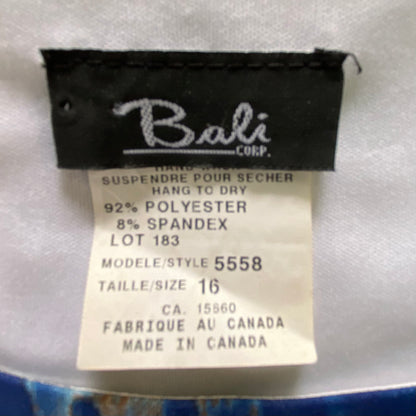 Bali
CORP.
SUSPENDRE POUR SECHER
HANG TO DRY
92% POLYESTER
8% SPANDEX
LOT 183
MODELE/STYLE 5558
TAILLE/SIZE 16
CA. 15660
FABRIQUE AU CANADA
MADE IN CANADA